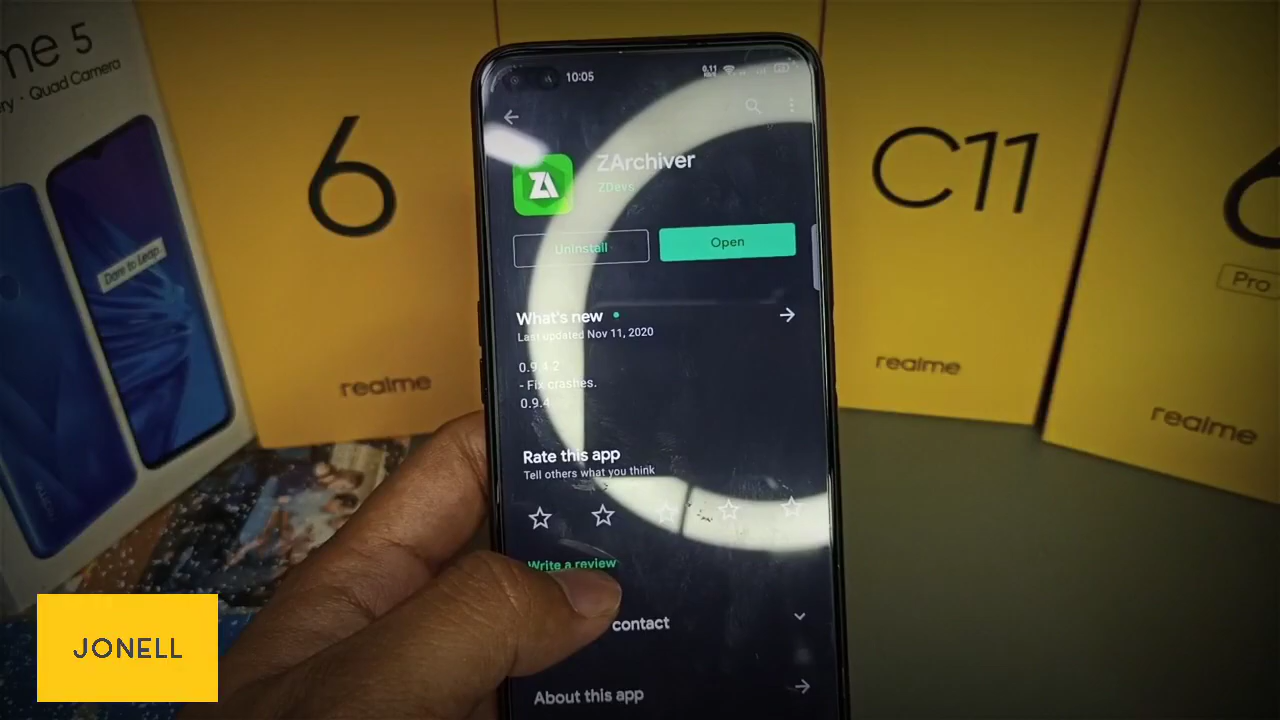 me 5
ry · Quad Camera
Dare to Leap
6
realme
10:05
ZArchiver
ZDevs
Uninstall
Open
What's new
Last updated Nov 11, 2020
0.9.4.2
- Fix crashes.
0.9.4
Rate this app
Tell others what you think
Write a review
contact
About this app
C11
realme
6
Pro
realme
JONELL